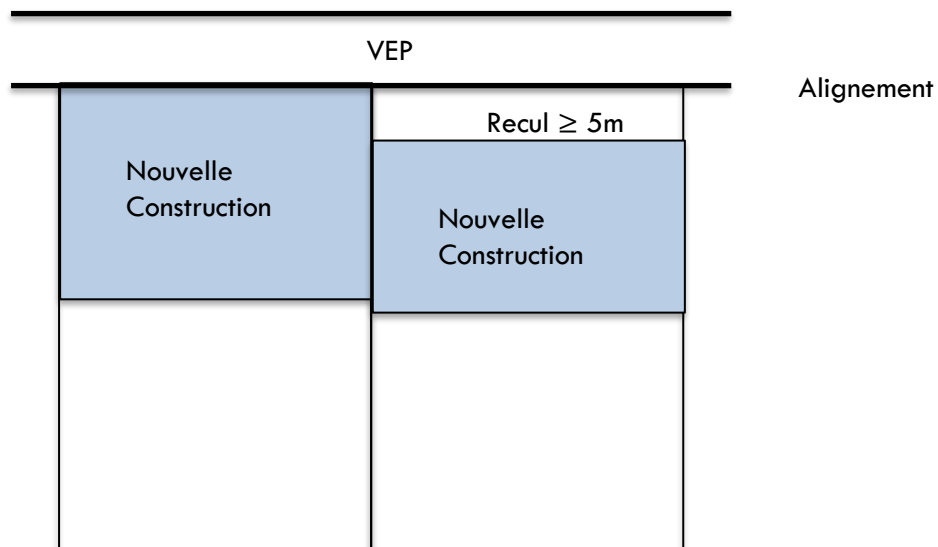 VEP
Alignement
Recul ≥ 5m
Nouvelle
Construction
Nouvelle
Construction